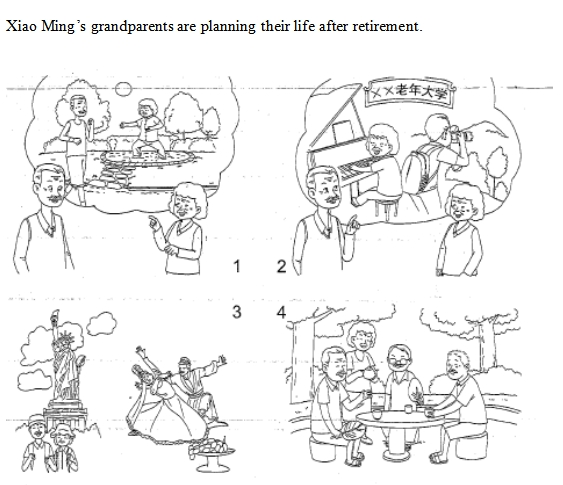 Xiao Ming's grandparents are planning their life after retirement.
××老年大学
1
2
3
4